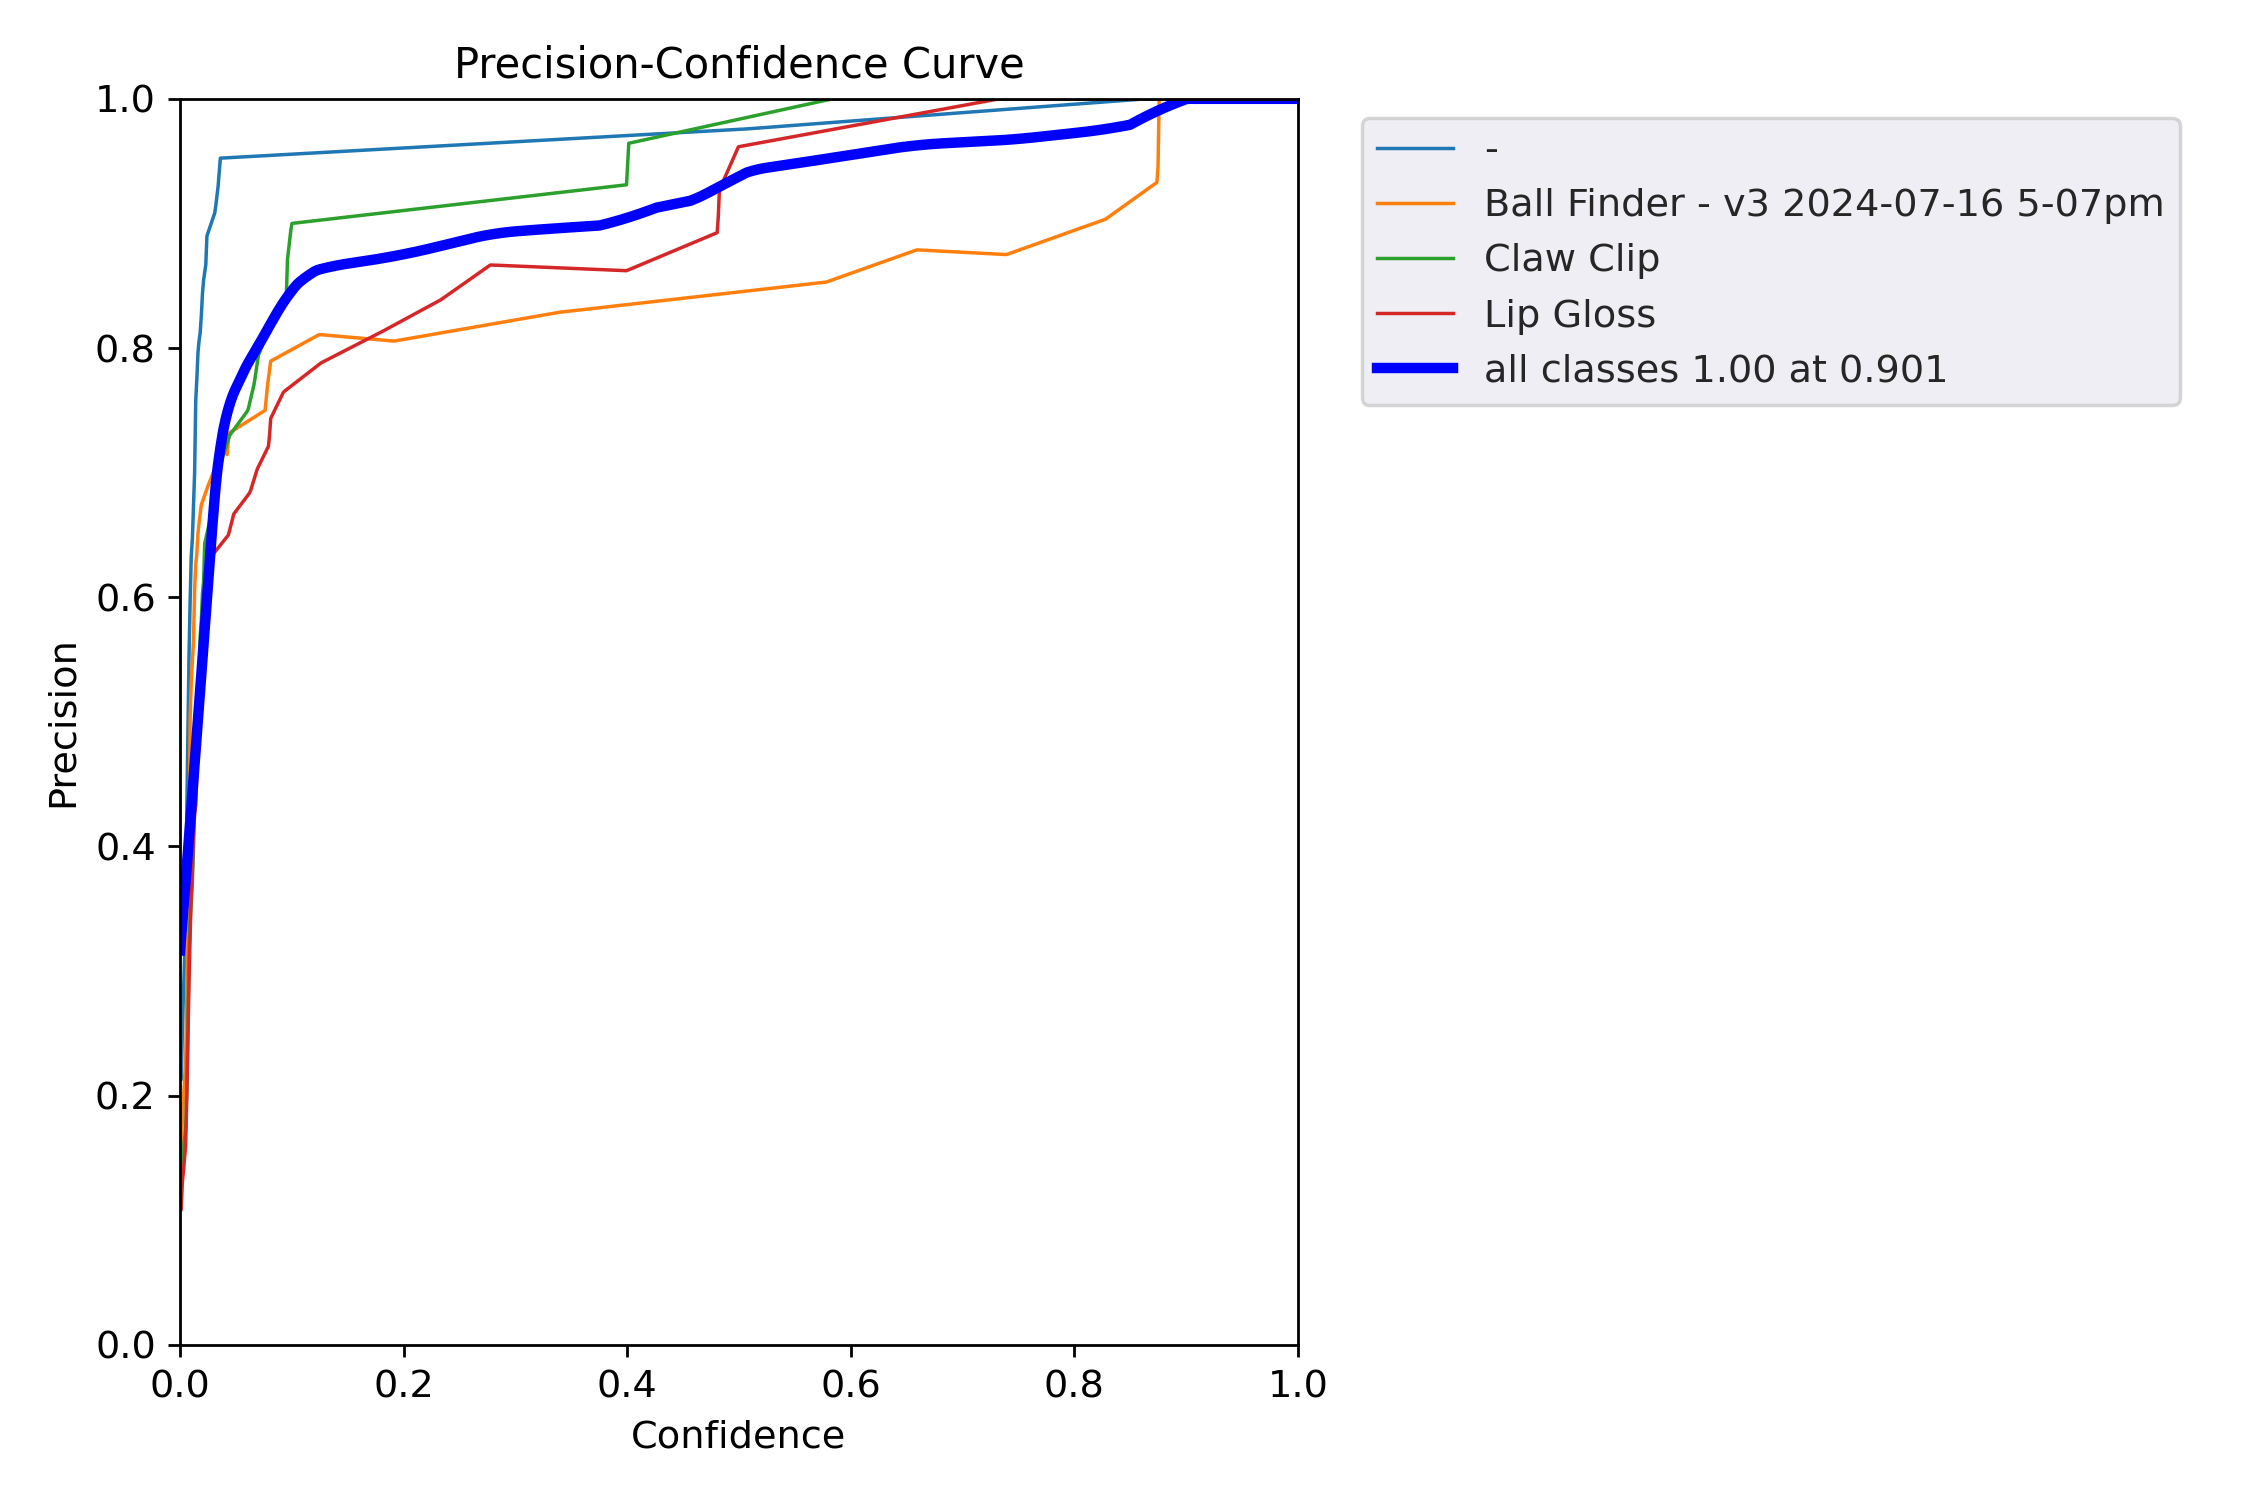 Precision-Confidence Curve
1.0
0.8
0.6
0.4
0.2
0.0
Precision
0.0 0.2 0.4 0.6 0.8 1.0
Confidence
-
Ball Finder - v3 2024-07-16 5-07pm
Claw Clip
Lip Gloss
all classes 1.00 at 0.901